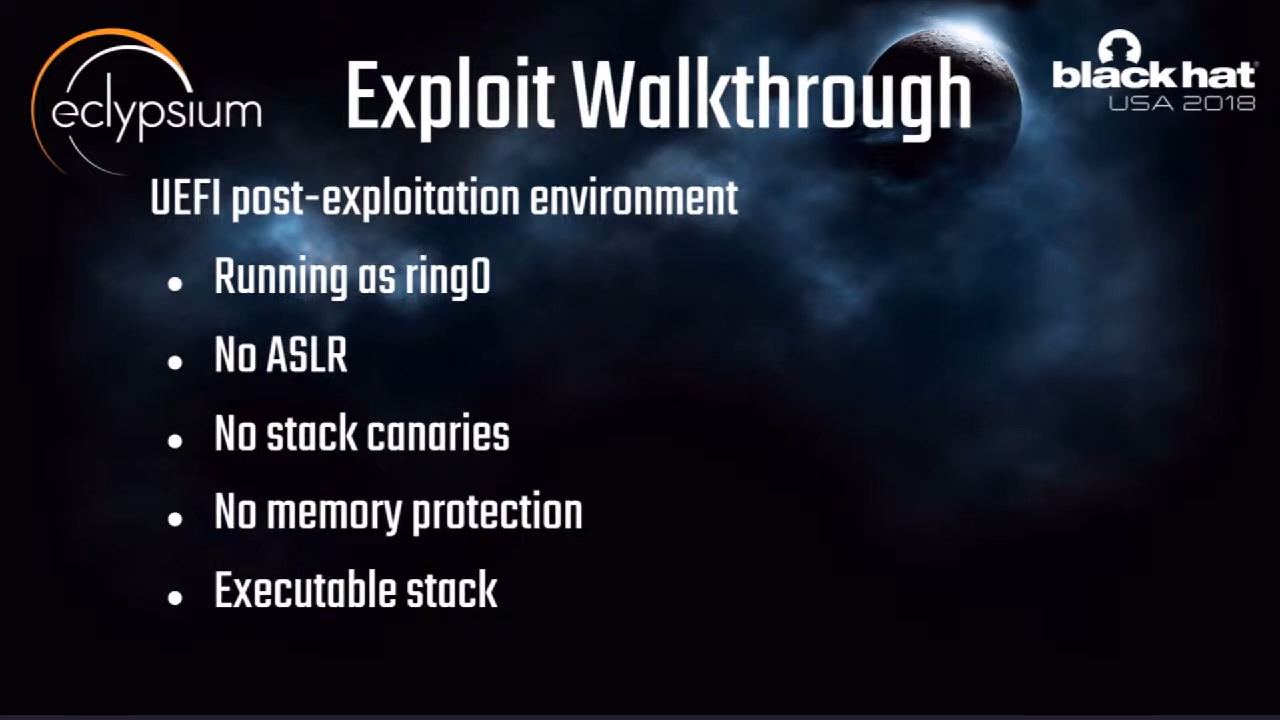 eclypsium
Exploit Walkthrough
black hat
USA 2018
UEFI post-exploitation environment
• Running as ring0
• No ASLR
• No stack canaries
• No memory protection
• Executable stack